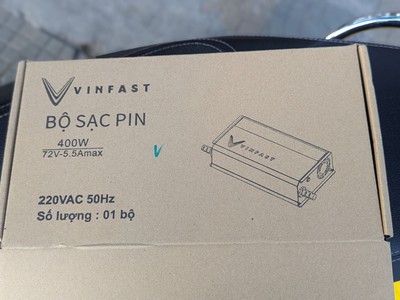 VINFAST
BỘ SẠC PIN
400W
72V-5.5Amax
VINFAST
220VAC 50Hz
Số lượng : 01 bộ